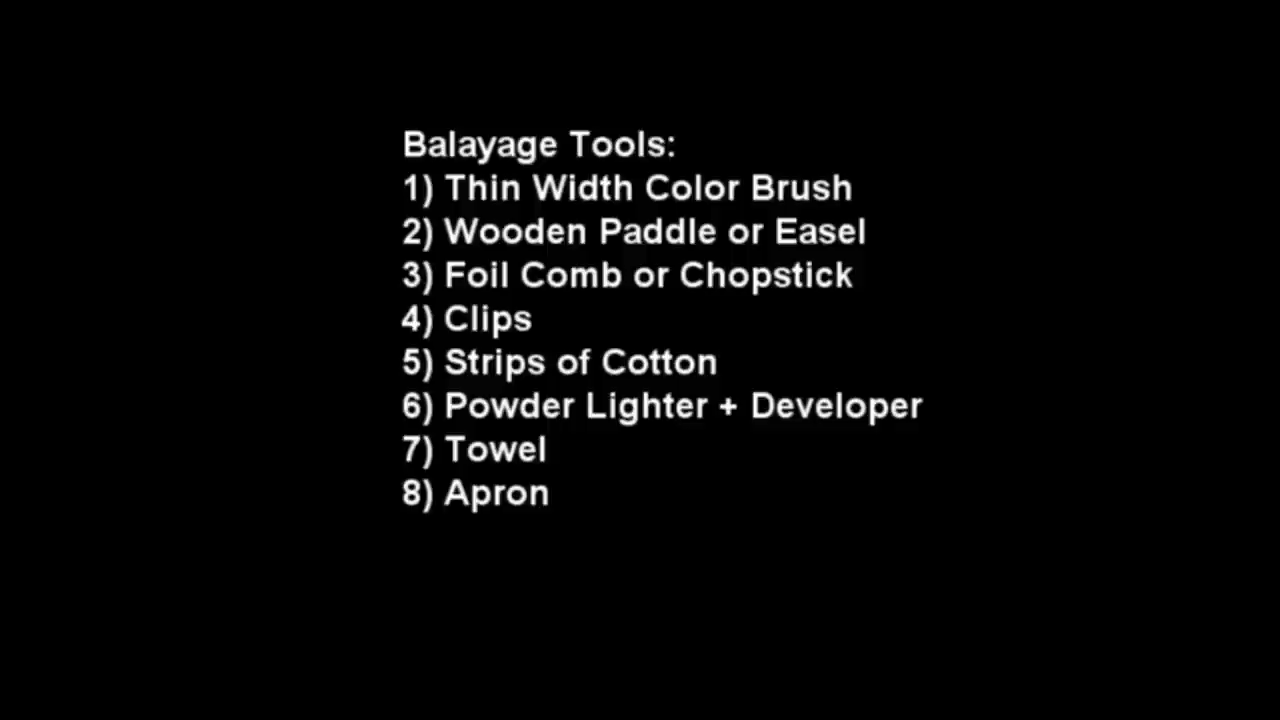 Balayage Tools:
1) Thin Width Color Brush
2) Wooden Paddle or Easel
3) Foil Comb or Chopstick
4) Clips
5) Strips of Cotton
6) Powder Lighter + Developer
7) Towel
8) Apron